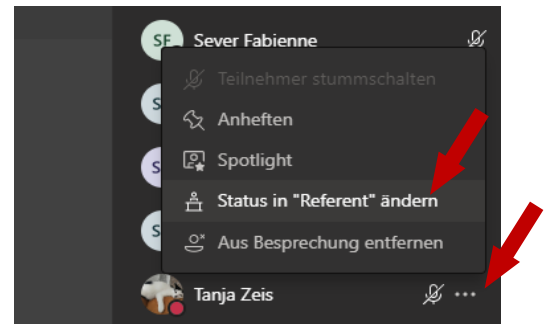 SF Sever Fabienne
Teilnehmer stummschalten
S
Anheften
Spotlight
S
Status in "Referent" ändern
S
Aus Besprechung entfernen
Tanja Zeis